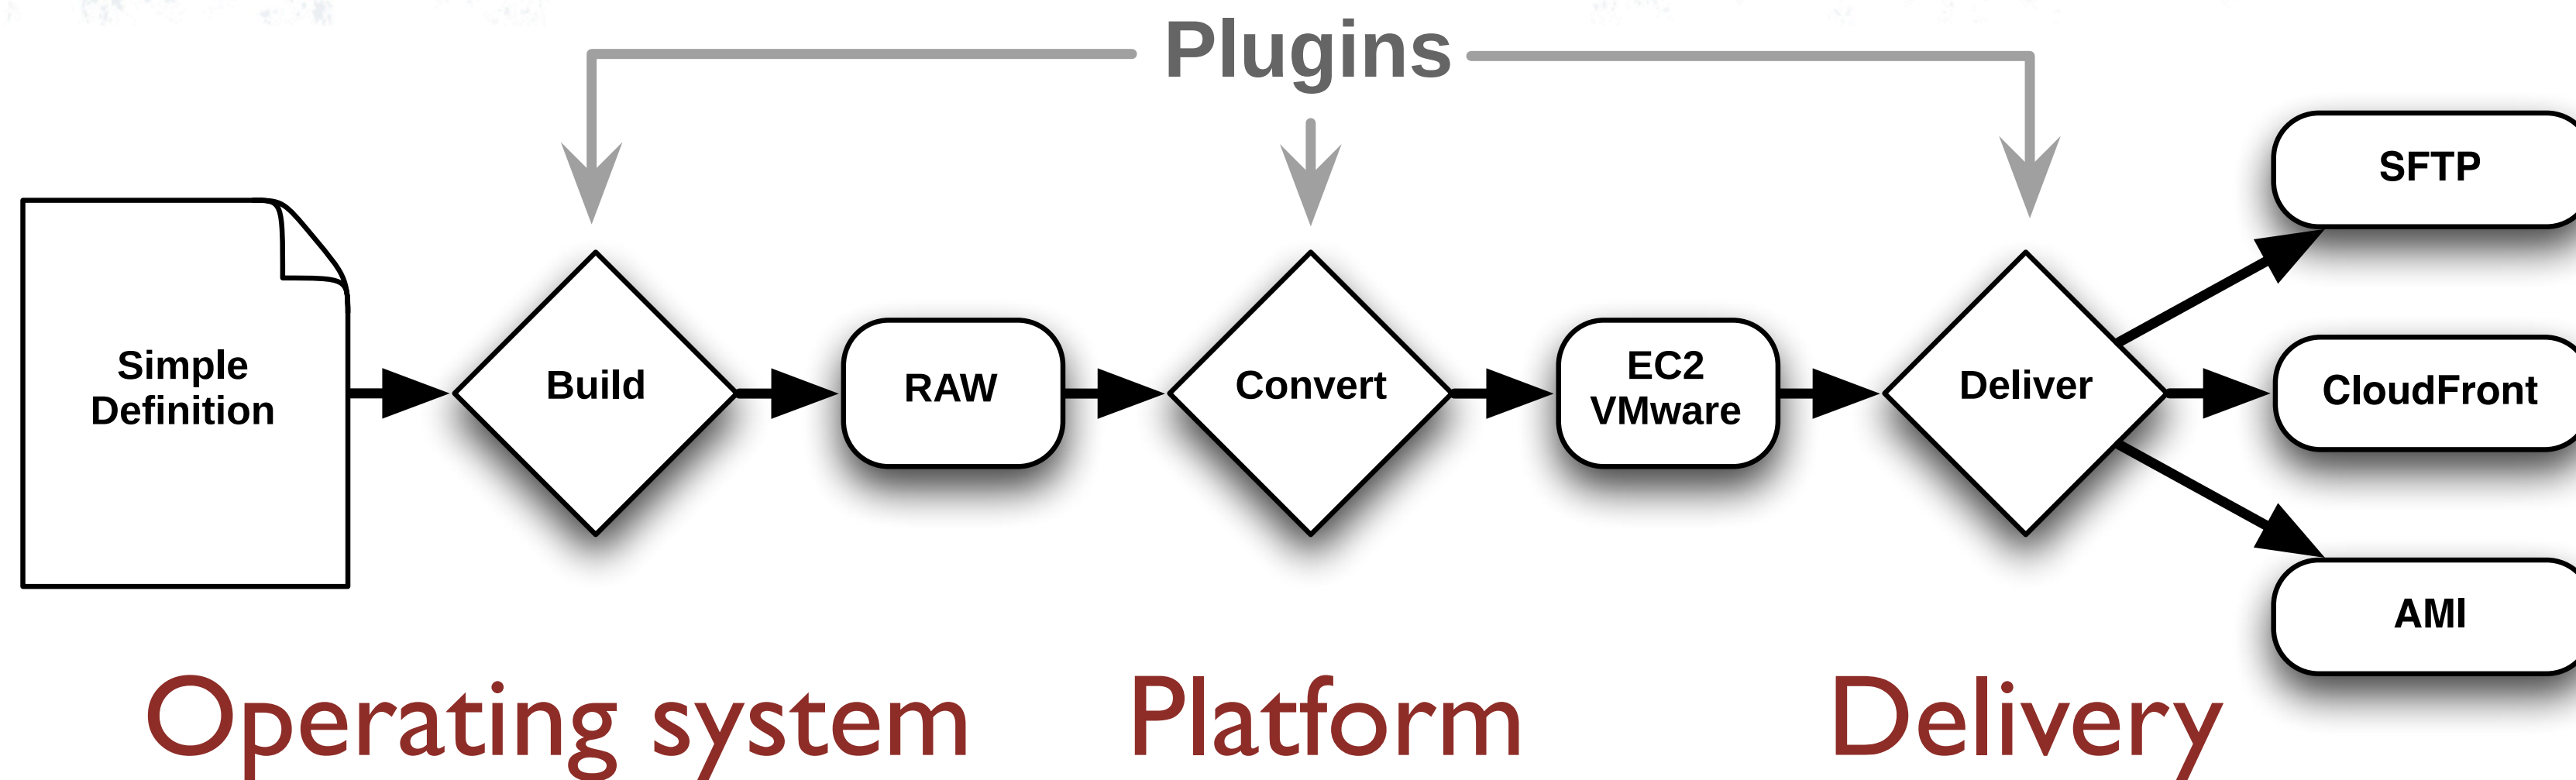 Plugins
SFTP
Simple
Definition
Build
RAW
Convert
EC2
VMware
Deliver
CloudFront
AMI
Operating system
Platform
Delivery